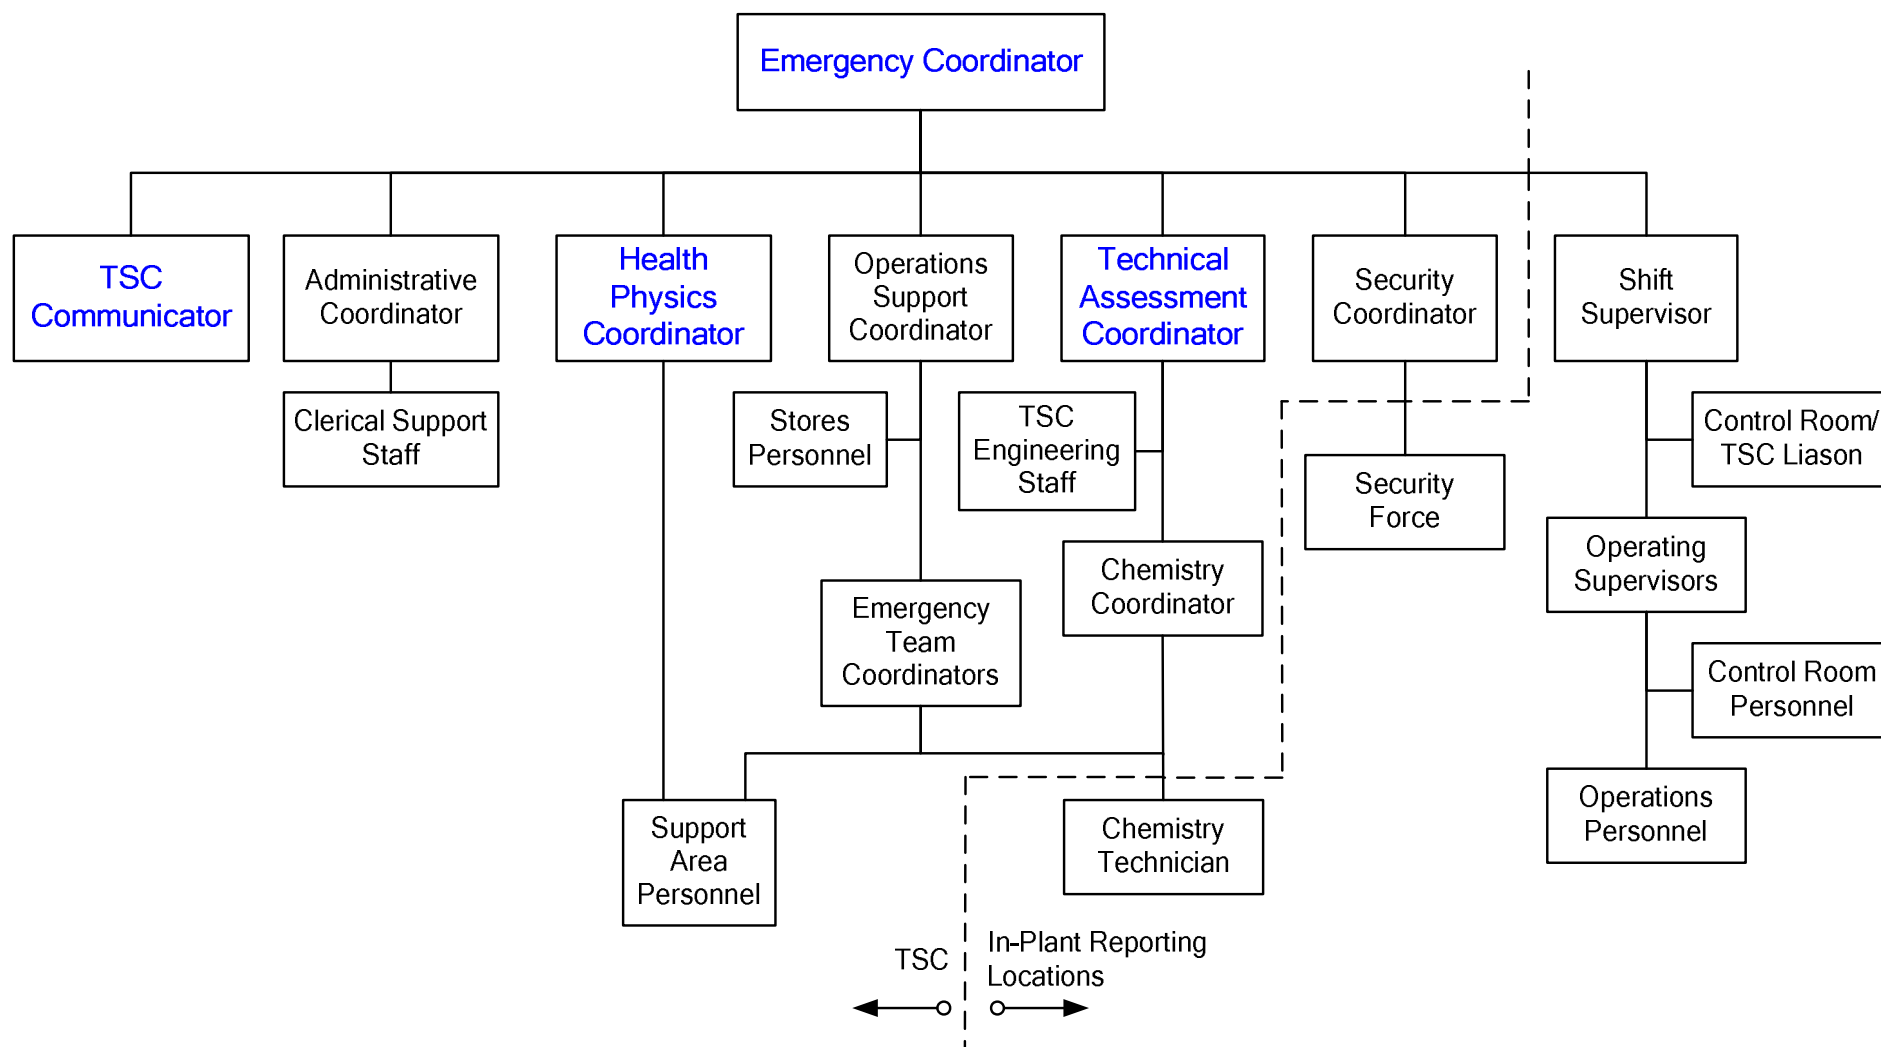 Emergency Coordinator
TSC
Communicator
Administrative
Coordinator
Health
Physics
Coordinator
Operations
Support
Coordinator
Technical
Assessment
Coordinator
Security
Coordinator
Shift
Supervisor
Clerical Support
Staff
Stores
Personnel
TSC
Engineering
Staff
Security
Force
Control Room/
TSC Liason
Operating
Supervisors
Chemistry
Coordinator
Emergency
Team
Coordinators
Control Room
Personnel
Operations
Personnel
Support
Area
Personnel
Chemistry
Technician
TSC
In-Plant Reporting
Locations